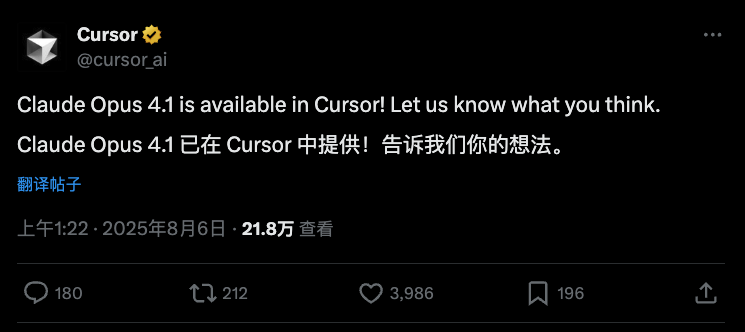 Cursor
@cursor_ai
Claude Opus 4.1 is available in Cursor! Let us know what you think.
Claude Opus 4.1 已在 Cursor 中提供！告诉我们你的想法。
翻译帖子
上午1:22 · 2025年8月6日 · 21.8万 查看
180 212 3,986 196